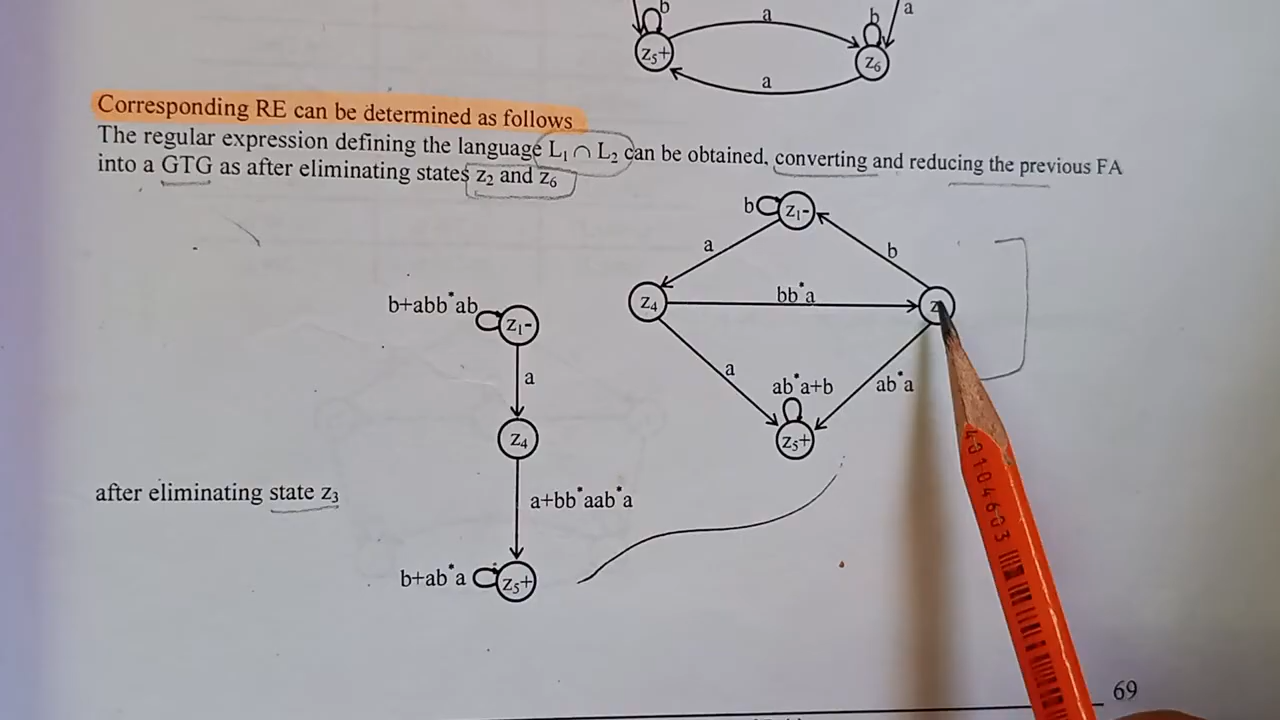 b
a
b
a
z5+
z6
a
Corresponding RE can be determined as follows
The regular expression defining the language L1 ∩ L2 can be obtained, converting and reducing the previous FA
into a GTG as after eliminating states z2 and z6
b
z1-
a
b
z4
bb*a
a
ab*a+b
ab*a
z5+
b+abb*ab
z1-
a
z4
after eliminating state z3
a+bb*aab*a
b+ab*a
z5+
40104603
69